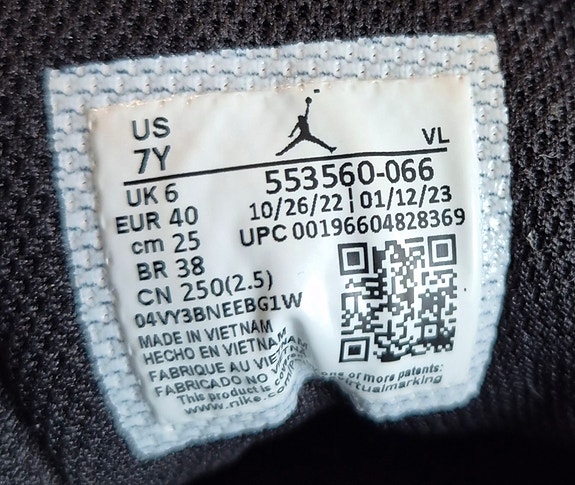 US
7Y
VL
553560-066
UK 6
10/26/22 | 01/12/23
EUR 40
UPC 00196604828369
cm 25
BR 38
CN 250(2.5)
04VY3BNEEBG1W
MADE IN VIETNAM
HECHO EN VIETNAM
FABRIQUE AU VIETNAM
FABRICADO NO
This product is one or more patents:
www.nike.com virtualmarking